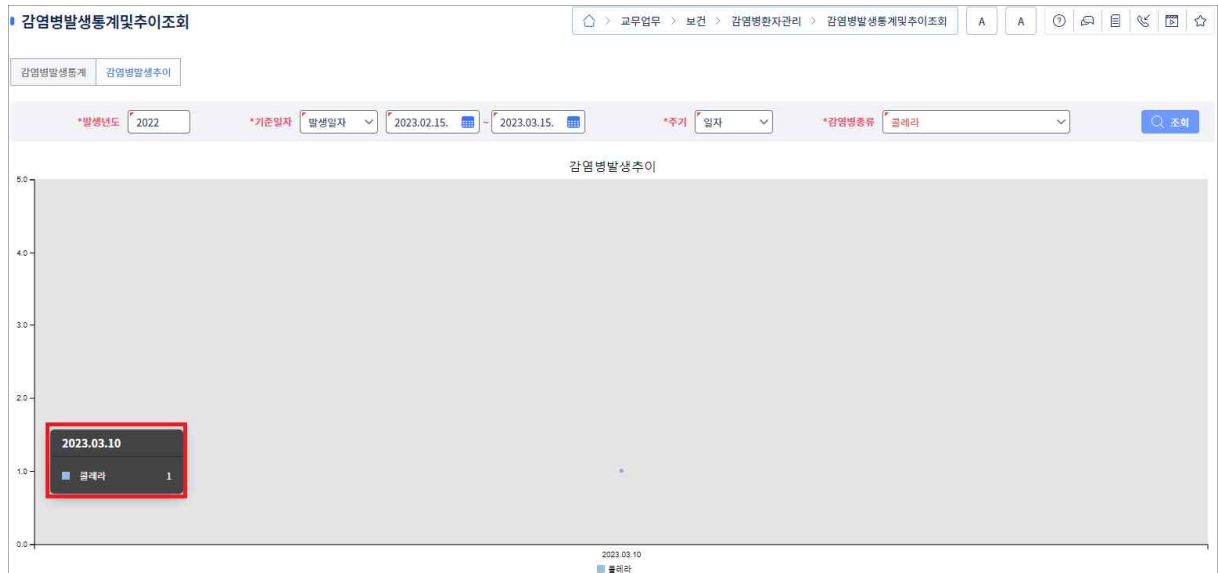 감염병발생통계및추이조회
교무업무 > 보건 > 감염병환자관리 > 감염병발생통계및추이조회
A A
감염병발생통계 감염병발생추이
*발생년도 2022 *기준일자 발생일자 2023.02.15. ~ 2023.03.15. *주기 일자 *감염병종류 콜레라 조회
감염병발생추이
5.0
4.0
3.0
2.0
2023.03.10
콜레라 1
1.0
0.0
2023.03.10
콜레라